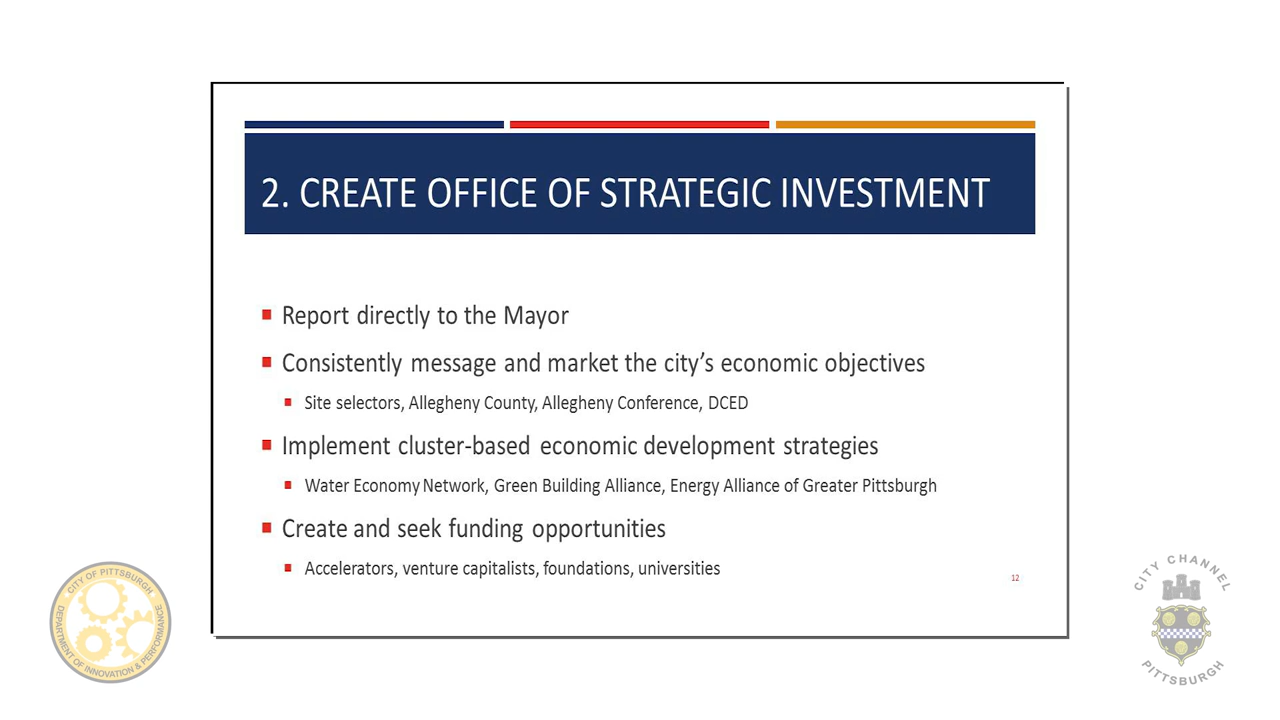 2. CREATE OFFICE OF STRATEGIC INVESTMENT
Report directly to the Mayor
Consistently message and market the city's economic objectives
Site selectors, Allegheny County, Allegheny Conference, DCED
Implement cluster-based economic development strategies
Water Economy Network, Green Building Alliance, Energy Alliance of Greater Pittsburgh
Create and seek funding opportunities
Accelerators, venture capitalists, foundations, universities
12
CITY OF PITTSBURGH
DEPARTMENT OF INNOVATION & PERFORMANCE
CITY CHANNEL
PITTSBURGH